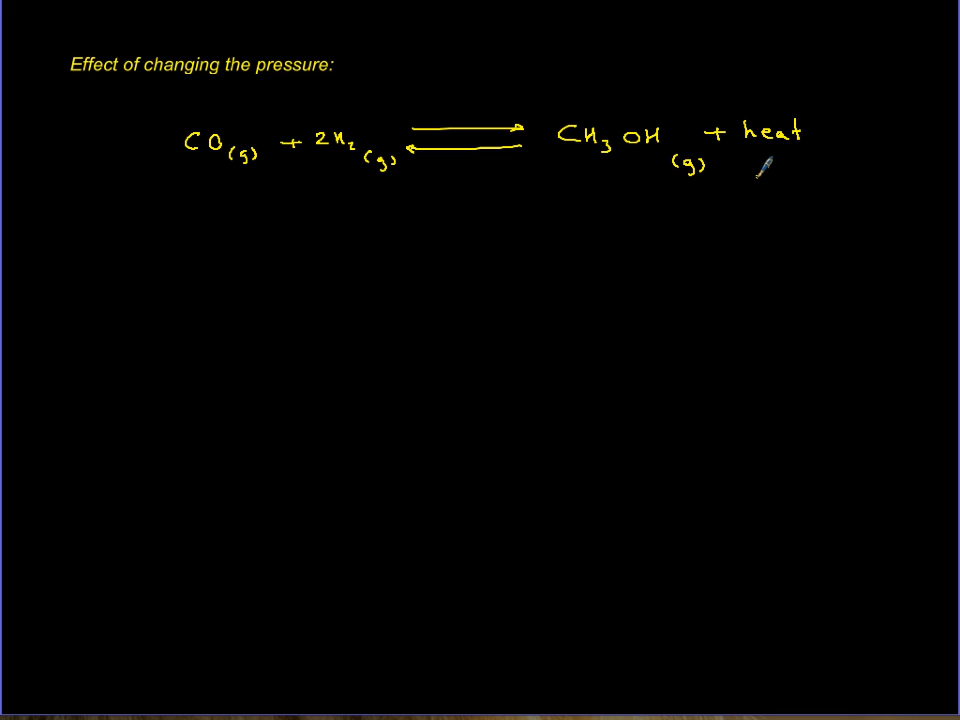 Effect of changing the pressure:
CO(g) + 2H₂(g) ⇌ CH₃OH(g) + heat